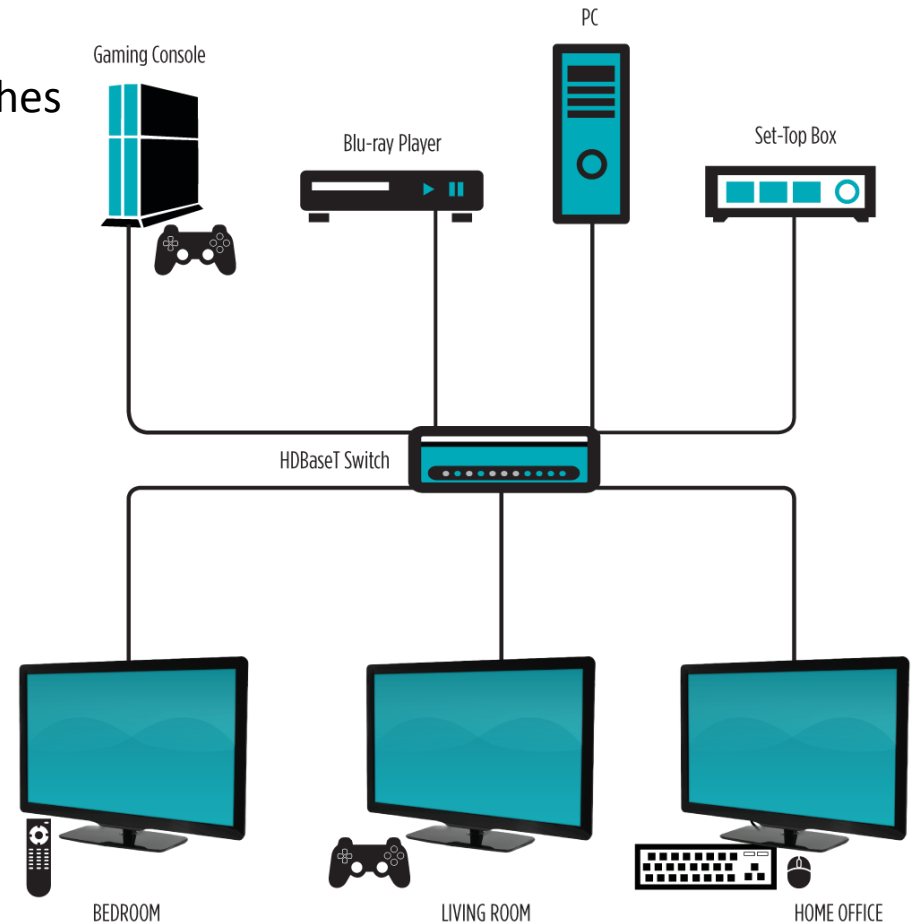 PC
Gaming Console
Blu-ray Player
Set-Top Box
HDBaseT Switch
BEDROOM
LIVING ROOM
HOME OFFICE